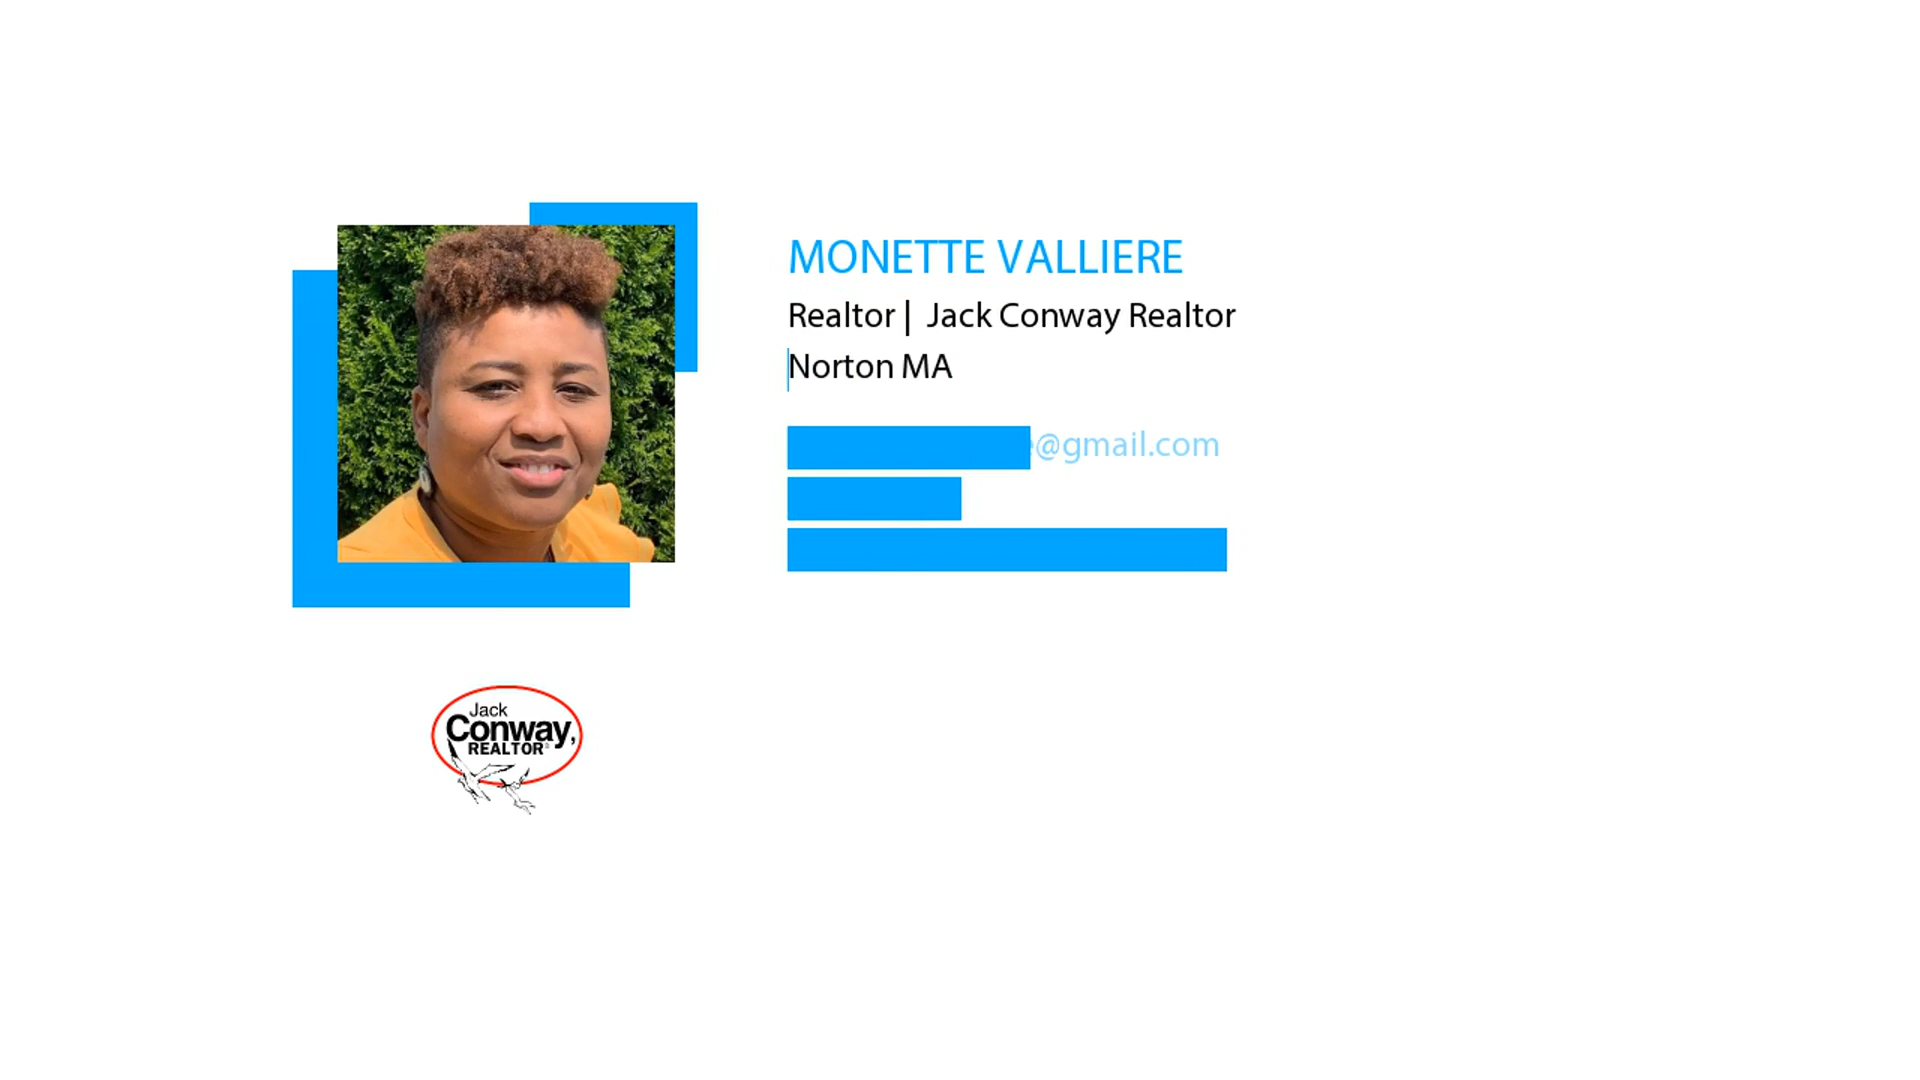 MONETTE VALLIERE
Realtor | Jack Conway Realtor
Norton MA
@gmail.com
Jack
Conway,
REALTOR®